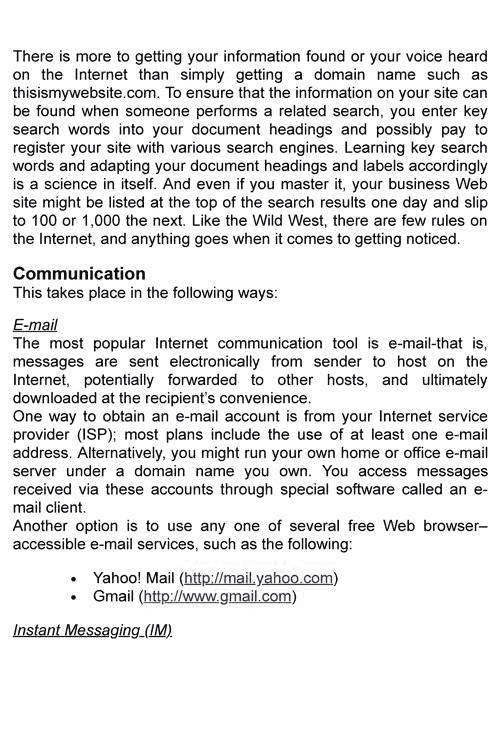 There is more to getting your information found or your voice heard
on the Internet than simply getting a domain name such as
thisismywebsite.com. To ensure that the information on your site can
be found when someone performs a related search, you enter key
search words into your document headings and possibly pay to
register your site with various search engines. Learning key search
words and adapting your document headings and labels accordingly
is a science in itself. And even if you master it, your business Web
site might be listed at the top of the search results one day and slip
to 100 or 1,000 the next. Like the Wild West, there are few rules on
the Internet, and anything goes when it comes to getting noticed.
Communication
This takes place in the following ways:
E-mail
The most popular Internet communication tool is e-mail-that is,
messages are sent electronically from sender to host on the
Internet, potentially forwarded to other hosts, and ultimately
downloaded at the recipient's convenience.
One way to obtain an e-mail account is from your Internet service
provider (ISP); most plans include the use of at least one e-mail
address. Alternatively, you might run your own home or office e-mail
server under a domain name you own. You access messages
received via these accounts through special software called an e-
mail client.
Another option is to use any one of several free Web browser–
accessible e-mail services, such as the following:
• Yahoo! Mail (http://mail.yahoo.com)
• Gmail (http://www.gmail.com)
Instant Messaging (IM)